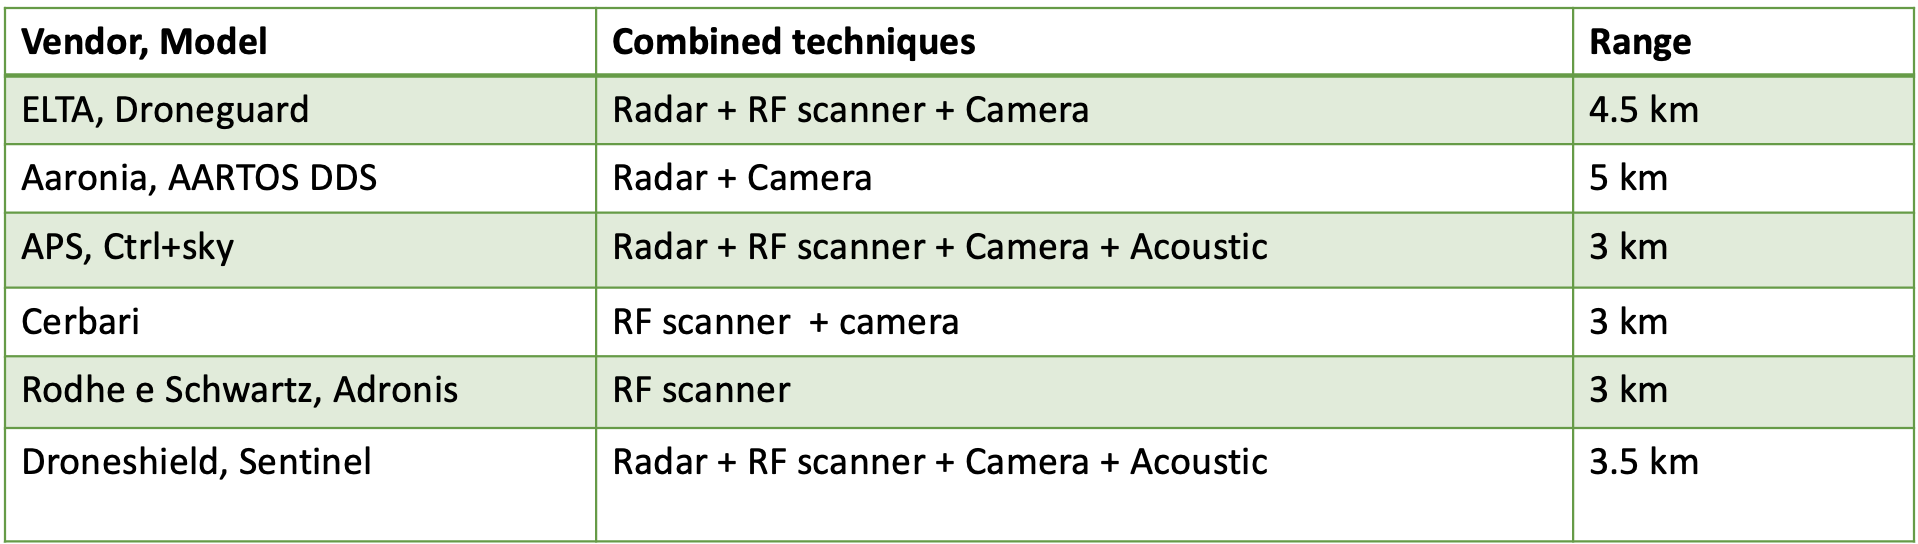 Vendor, Model Combined techniques Range
ELTA, Droneguard Radar + RF scanner + Camera 4.5 km
Aaronia, AARTOS DDS Radar + Camera 5 km
APS, Ctrl+sky Radar + RF scanner + Camera + Acoustic 3 km
Cerbari RF scanner  + camera 3 km
Rodhe e Schwartz, Adronis RF scanner 3 km
Droneshield, Sentinel Radar + RF scanner + Camera + Acoustic 3.5 km